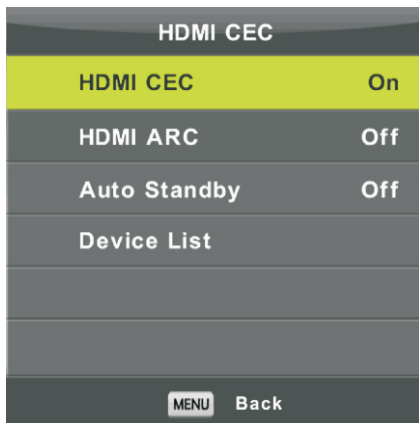 HDMI CEC
HDMI CEC On
HDMI ARC Off
Auto Standby Off
Device List
MENU Back